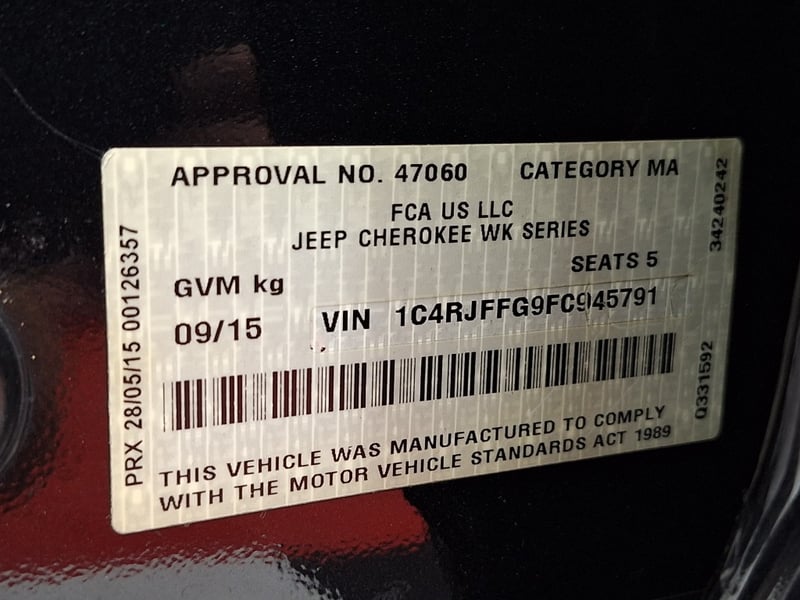 APPROVAL NO. 47060 CATEGORY MA
FCA US LLC
JEEP CHEROKEE WK SERIES
SEATS 5
GVM kg
09/15 VIN 1C4RJFFG9FC945791
THIS VEHICLE WAS MANUFACTURED TO COMPLY
WITH THE MOTOR VEHICLE STANDARDS ACT 1989
PRX 28/05/15 00126357
34240242
Q331592